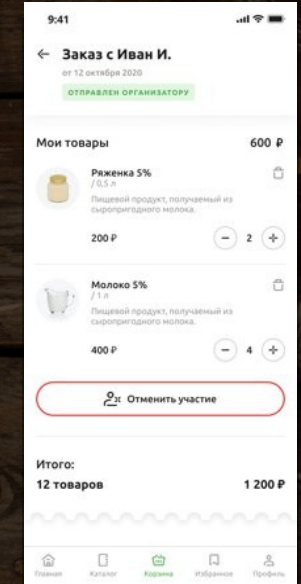 9:41
Заказ с Иван И.
от 12 октября 2020
ОТПРАВЛЕН ОРГАНИЗАТОРУ
Мои товары 600 ₽
Ряженка 5%
/ 0,5 л
Пищевой продукт, получаемый из
сыропригодного молока.
200 ₽ − 2 +
Молоко 5%
/ 1 л
Пищевой продукт, получаемый из
сыропригодного молока.
400 ₽ − 4 +
Отменить участие
Итого:
12 товаров 1 200 ₽
Главная Каталог Корзина Избранное Профиль